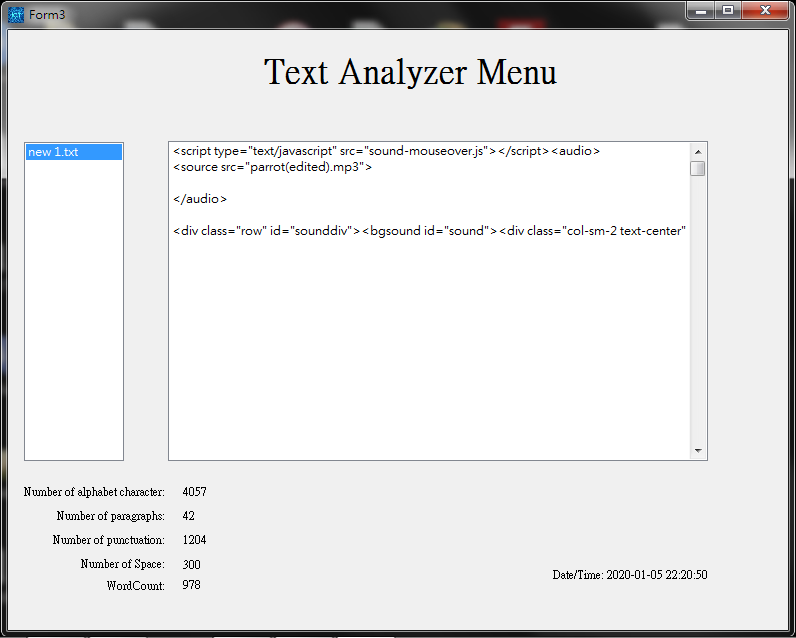 Form3
Text Analyzer Menu
new 1.txt
<script type="text/javascript" src="sound-mouseover.js"></script><audio>
<source src="parrot(edited).mp3">
</audio>
<div class="row" id="sounddiv"><bgsound id="sound"><div class="col-sm-2 text-center"
Number of alphabet character: 4057
Number of paragraphs: 42
Number of punctuation: 1204
Number of Space: 300
WordCount: 978
Date/Time: 2020-01-05 22:20:50